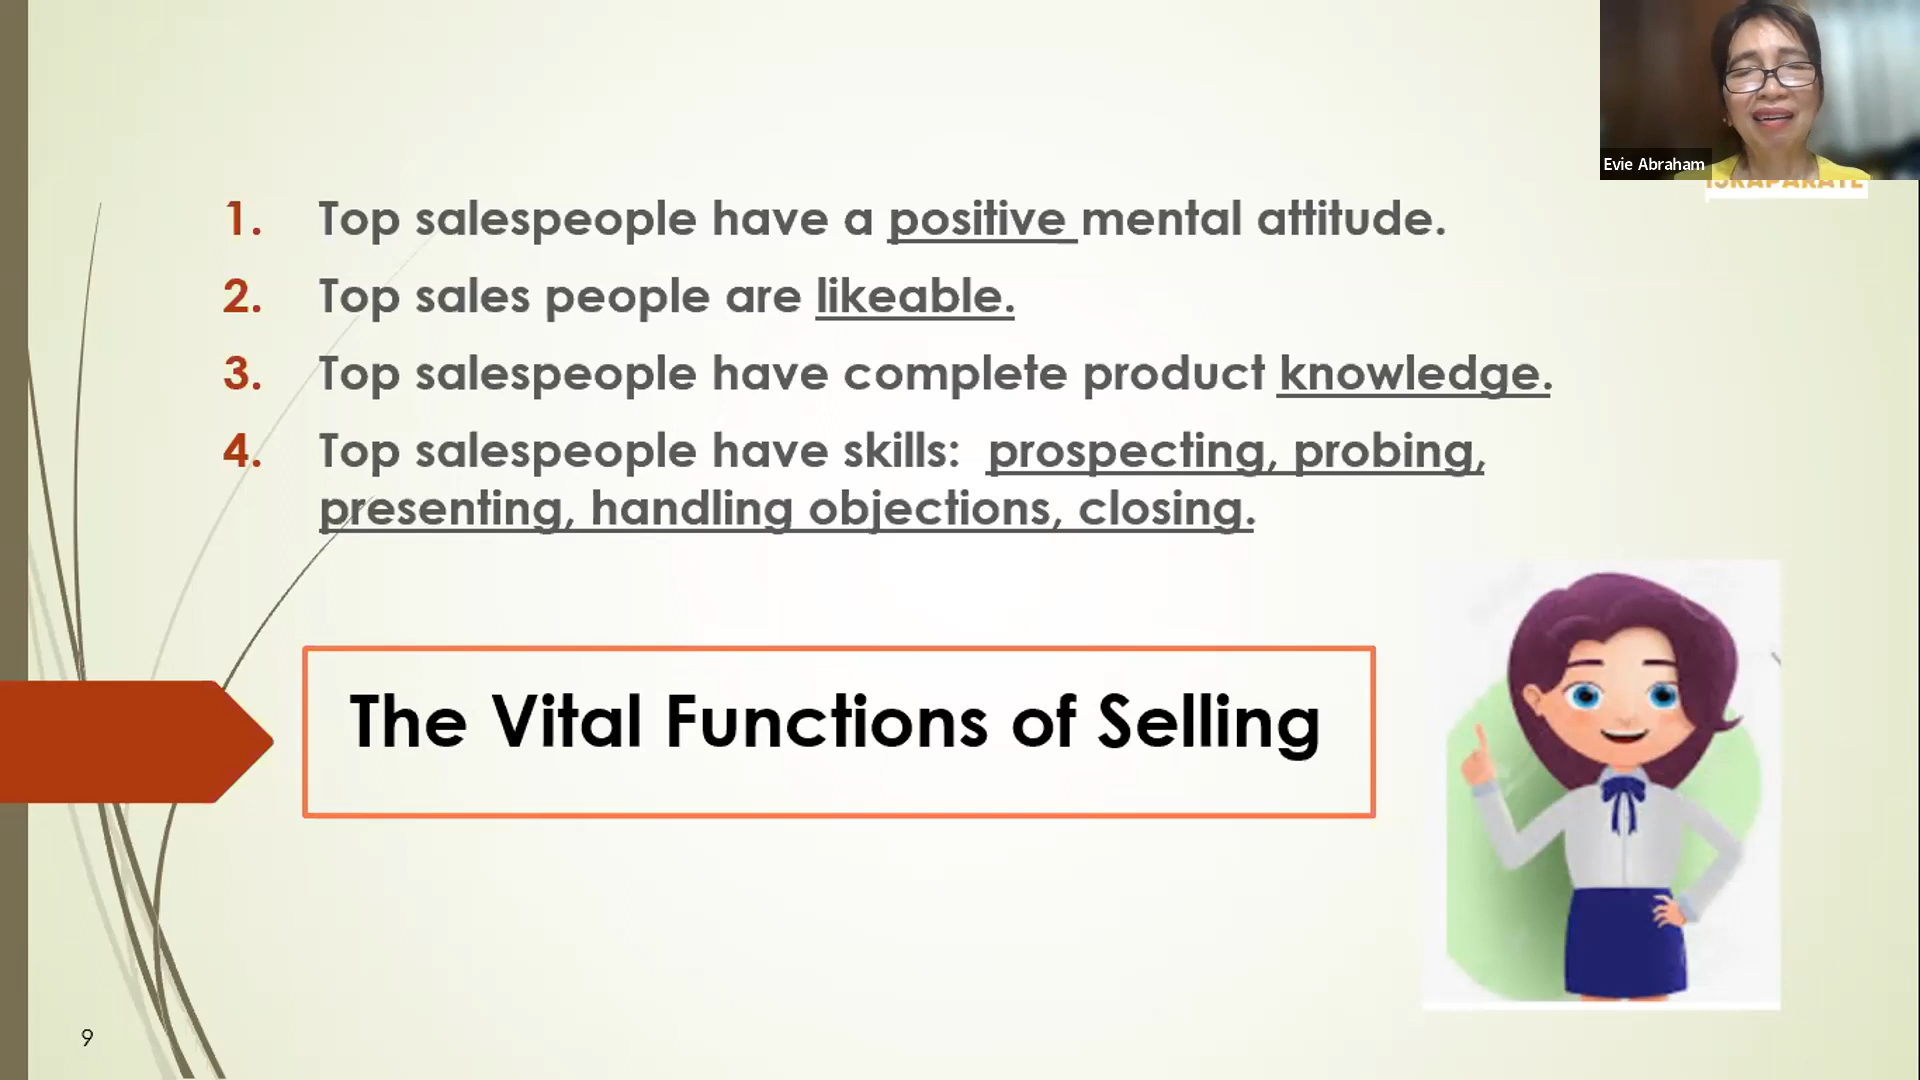 Evie Abraham
1. Top salespeople have a positive mental attitude.
2. Top sales people are likeable.
3. Top salespeople have complete product knowledge.
4. Top salespeople have skills: prospecting, probing,
presenting, handling objections, closing.
The Vital Functions of Selling
9